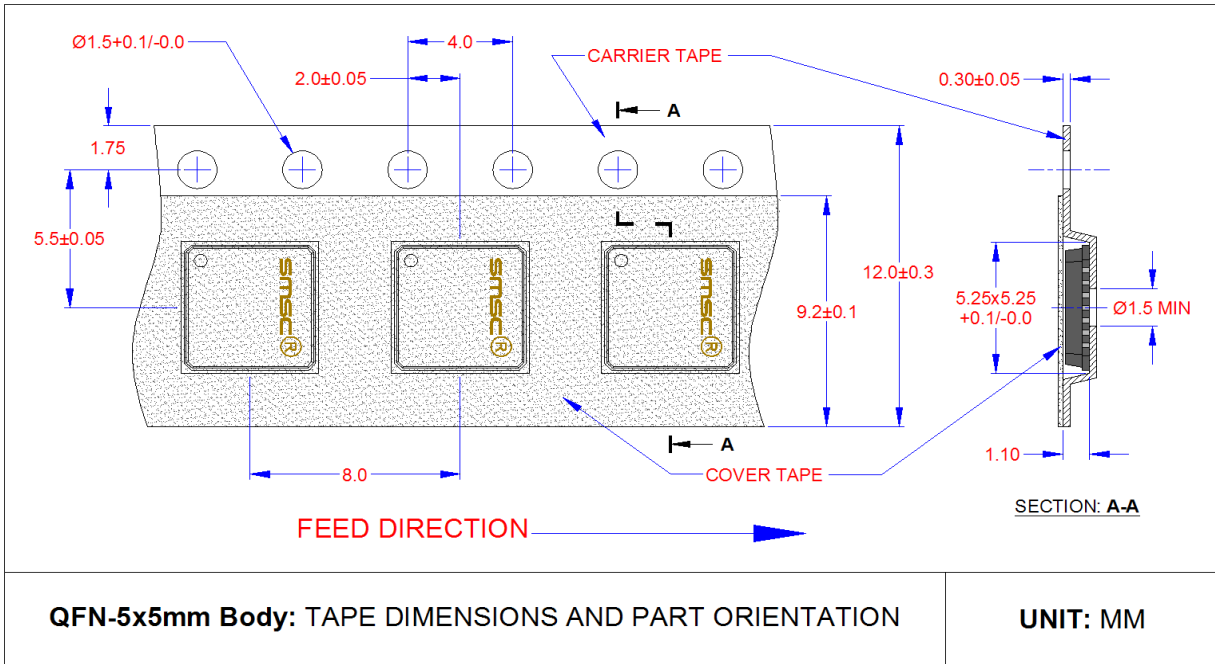 Ø1.5+0.1/-0.0
4.0
2.0±0.05
CARRIER TAPE
0.30±0.05
A
1.75
5.5±0.05
smsc®
smsc®
smsc®
12.0±0.3
9.2±0.1
5.25x5.25
+0.1/-0.0
Ø1.5 MIN
A
8.0
COVER TAPE
1.10
SECTION: A-A
FEED DIRECTION
QFN-5x5mm Body: TAPE DIMENSIONS AND PART ORIENTATION
UNIT: MM